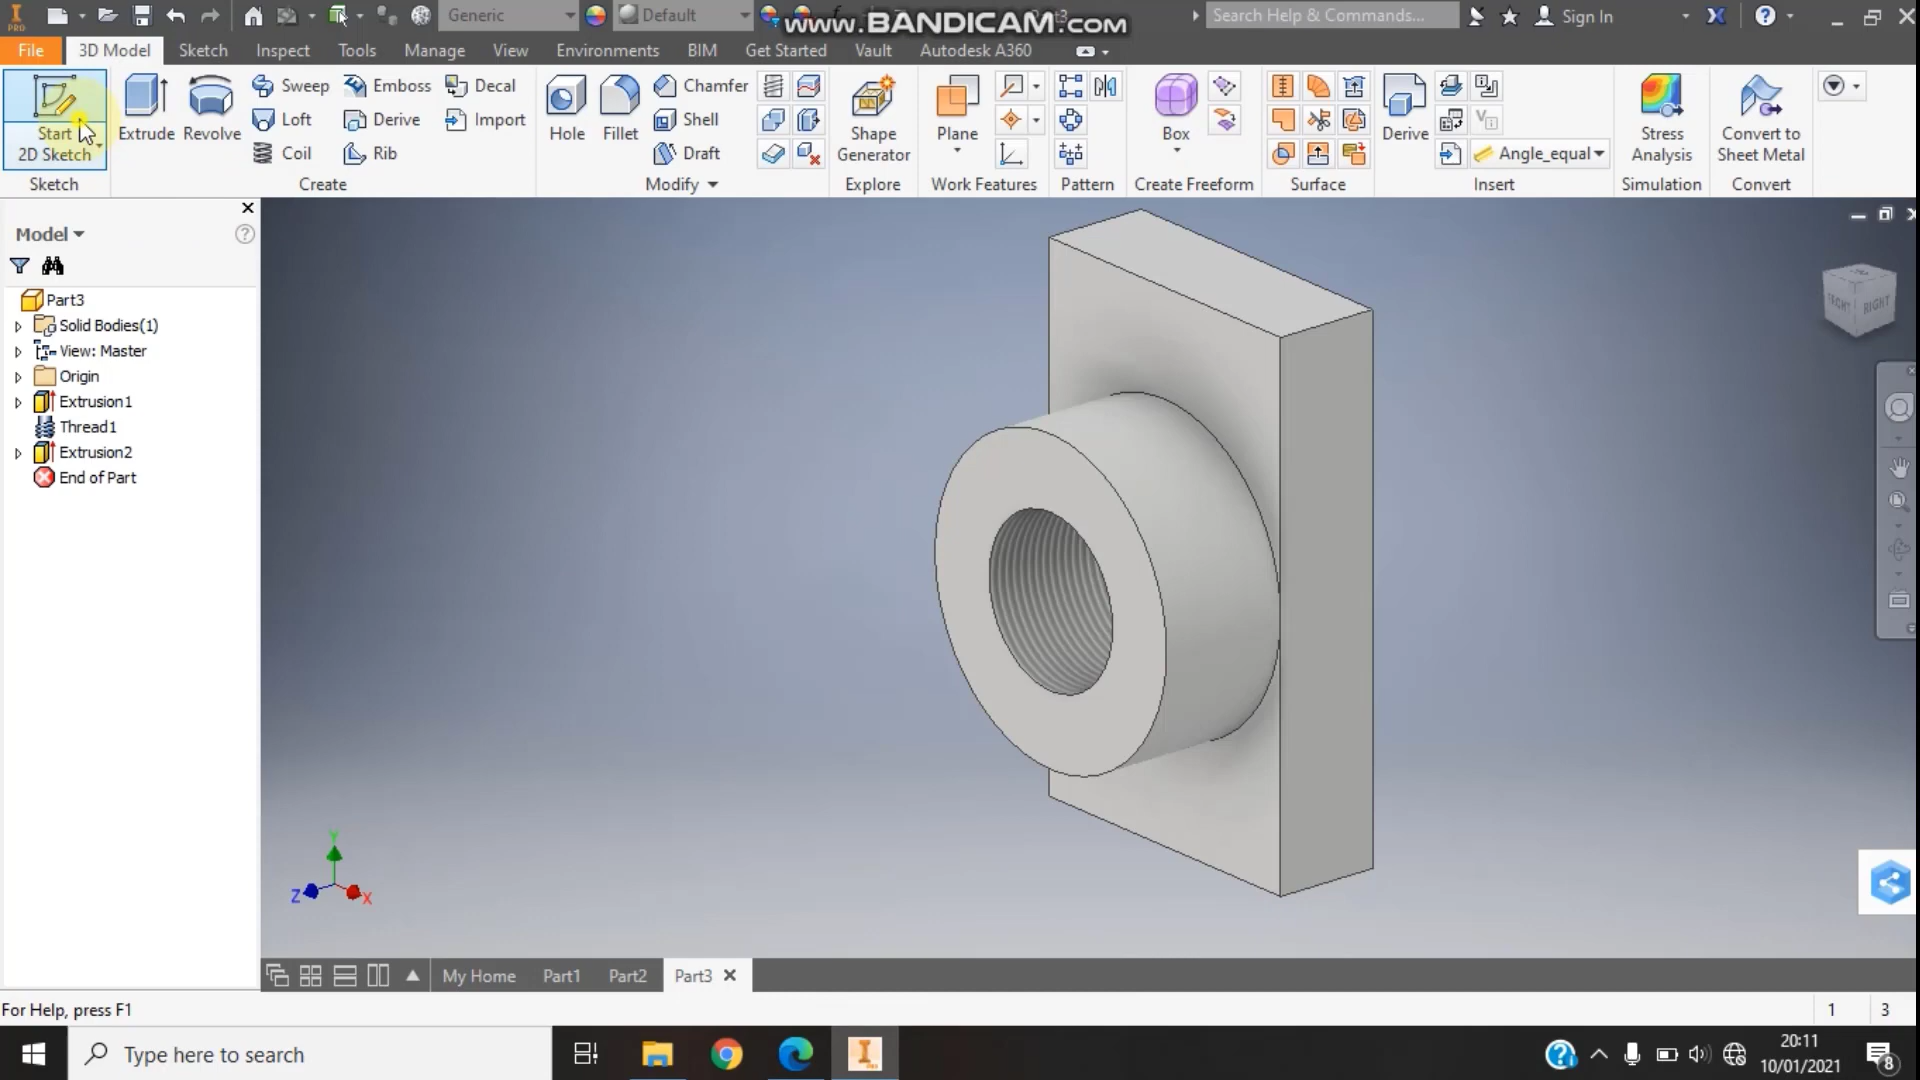 PRO
Generic
Default
www.BANDICAM.com
Part3
Search Help & Commands...
Sign In
File
3D Model
Sketch
Inspect
Tools
Manage
View
Environments
BIM
Get Started
Vault
Autodesk A360
Start
2D Sketch
Extrude
Revolve
Sweep
Emboss
Decal
Loft
Derive
Import
Coil
Rib
Hole
Fillet
Chamfer
Shell
Draft
Shape
Generator
Plane
Box
Derive
Angle_equal
Stress
Analysis
Convert to
Sheet Metal
Sketch
Create
Modify
Explore
Work Features
Pattern
Create Freeform
Surface
Insert
Simulation
Convert
Model
Part3
Solid Bodies(1)
View: Master
Origin
Extrusion1
Thread1
Extrusion2
End of Part
RIGHT
Y
Z
X
My Home
Part1
Part2
Part3
For Help, press F1
1
3
Type here to search
20:11
10/01/2021
8